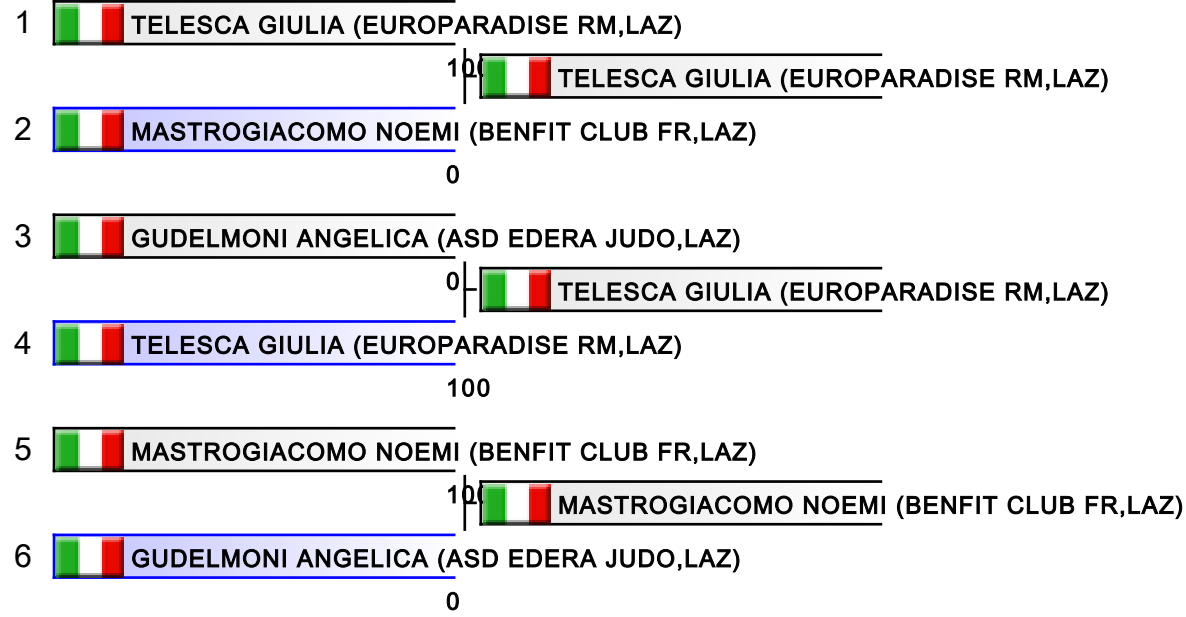 1 TELESCA GIULIA (EUROPARADISE RM,LAZ)
100
TELESCA GIULIA (EUROPARADISE RM,LAZ)
2 MASTROGIACOMO NOEMI (BENFIT CLUB FR,LAZ)
0
3 GUDELMONI ANGELICA (ASD EDERA JUDO,LAZ)
0
TELESCA GIULIA (EUROPARADISE RM,LAZ)
4 TELESCA GIULIA (EUROPARADISE RM,LAZ)
100
5 MASTROGIACOMO NOEMI (BENFIT CLUB FR,LAZ)
100
MASTROGIACOMO NOEMI (BENFIT CLUB FR,LAZ)
6 GUDELMONI ANGELICA (ASD EDERA JUDO,LAZ)
0